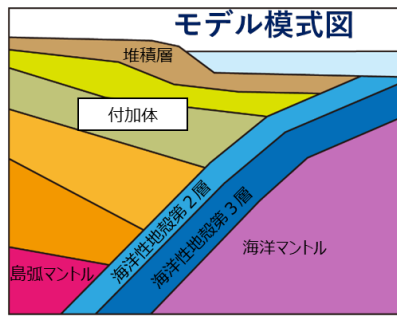 モデル模式図
堆積層
付加体
海洋性地殻第2層
海洋性地殻第3層
海洋マントル
島弧マントル